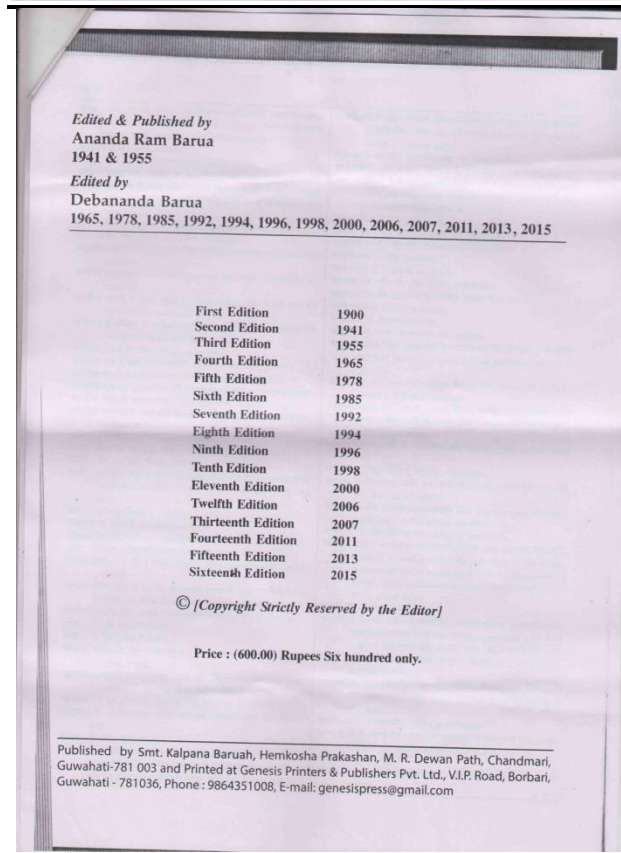 Edited & Published by
Ananda Ram Barua
1941 & 1955
Edited by
Debananda Barua
1965, 1978, 1985, 1992, 1994, 1996, 1998, 2000, 2006, 2007, 2011, 2013, 2015
First Edition 1900
Second Edition 1941
Third Edition 1955
Fourth Edition 1965
Fifth Edition 1978
Sixth Edition 1985
Seventh Edition 1992
Eighth Edition 1994
Ninth Edition 1996
Tenth Edition 1998
Eleventh Edition 2000
Twelfth Edition 2006
Thirteenth Edition 2007
Fourteenth Edition 2011
Fifteenth Edition 2013
Sixteenth Edition 2015
© [Copyright Strictly Reserved by the Editor]
Price : (600.00) Rupees Six hundred only.
Published by Smt. Kalpana Baruah, Hemkosha Prakashan, M. R. Dewan Path, Chandmari,
Guwahati-781 003 and Printed at Genesis Printers & Publishers Pvt. Ltd., V.I.P. Road, Borbari,
Guwahati - 781036, Phone : 9864351008, E-mail: genesispress@gmail.com